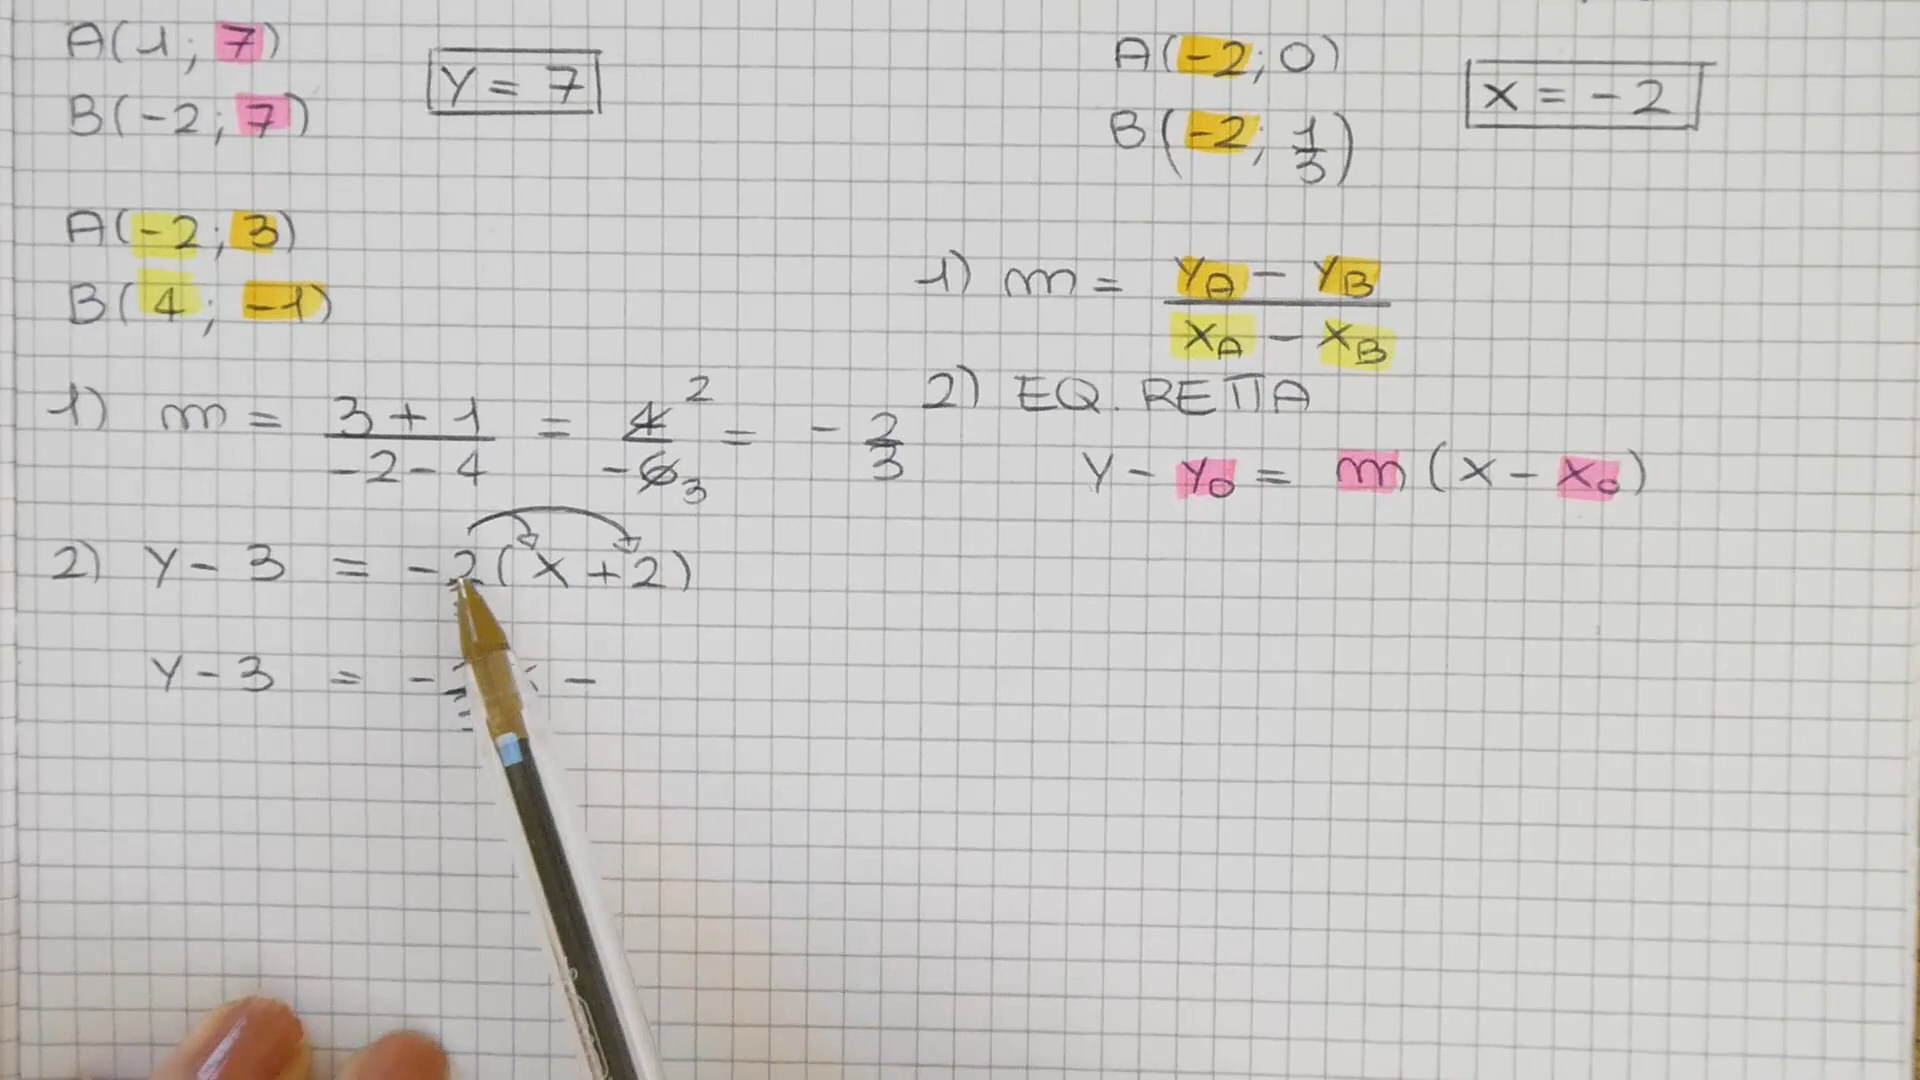 A(1; 7)
B(-2; 7)
y = 7
A(-2; 0)
B(-2; 1/3)
x = -2
A(-2; 3)
B(4; -1)
1) m = (yA - yB)/(xA - xB)
2) EQ. RETTA
y - y0 = m (x - x0)
1) m = (3 + 1)/(-2 - 4) = 4 2/-6 3 = - 2/3
2) y - 3 = -2 (x + 2)
y - 3 = - -